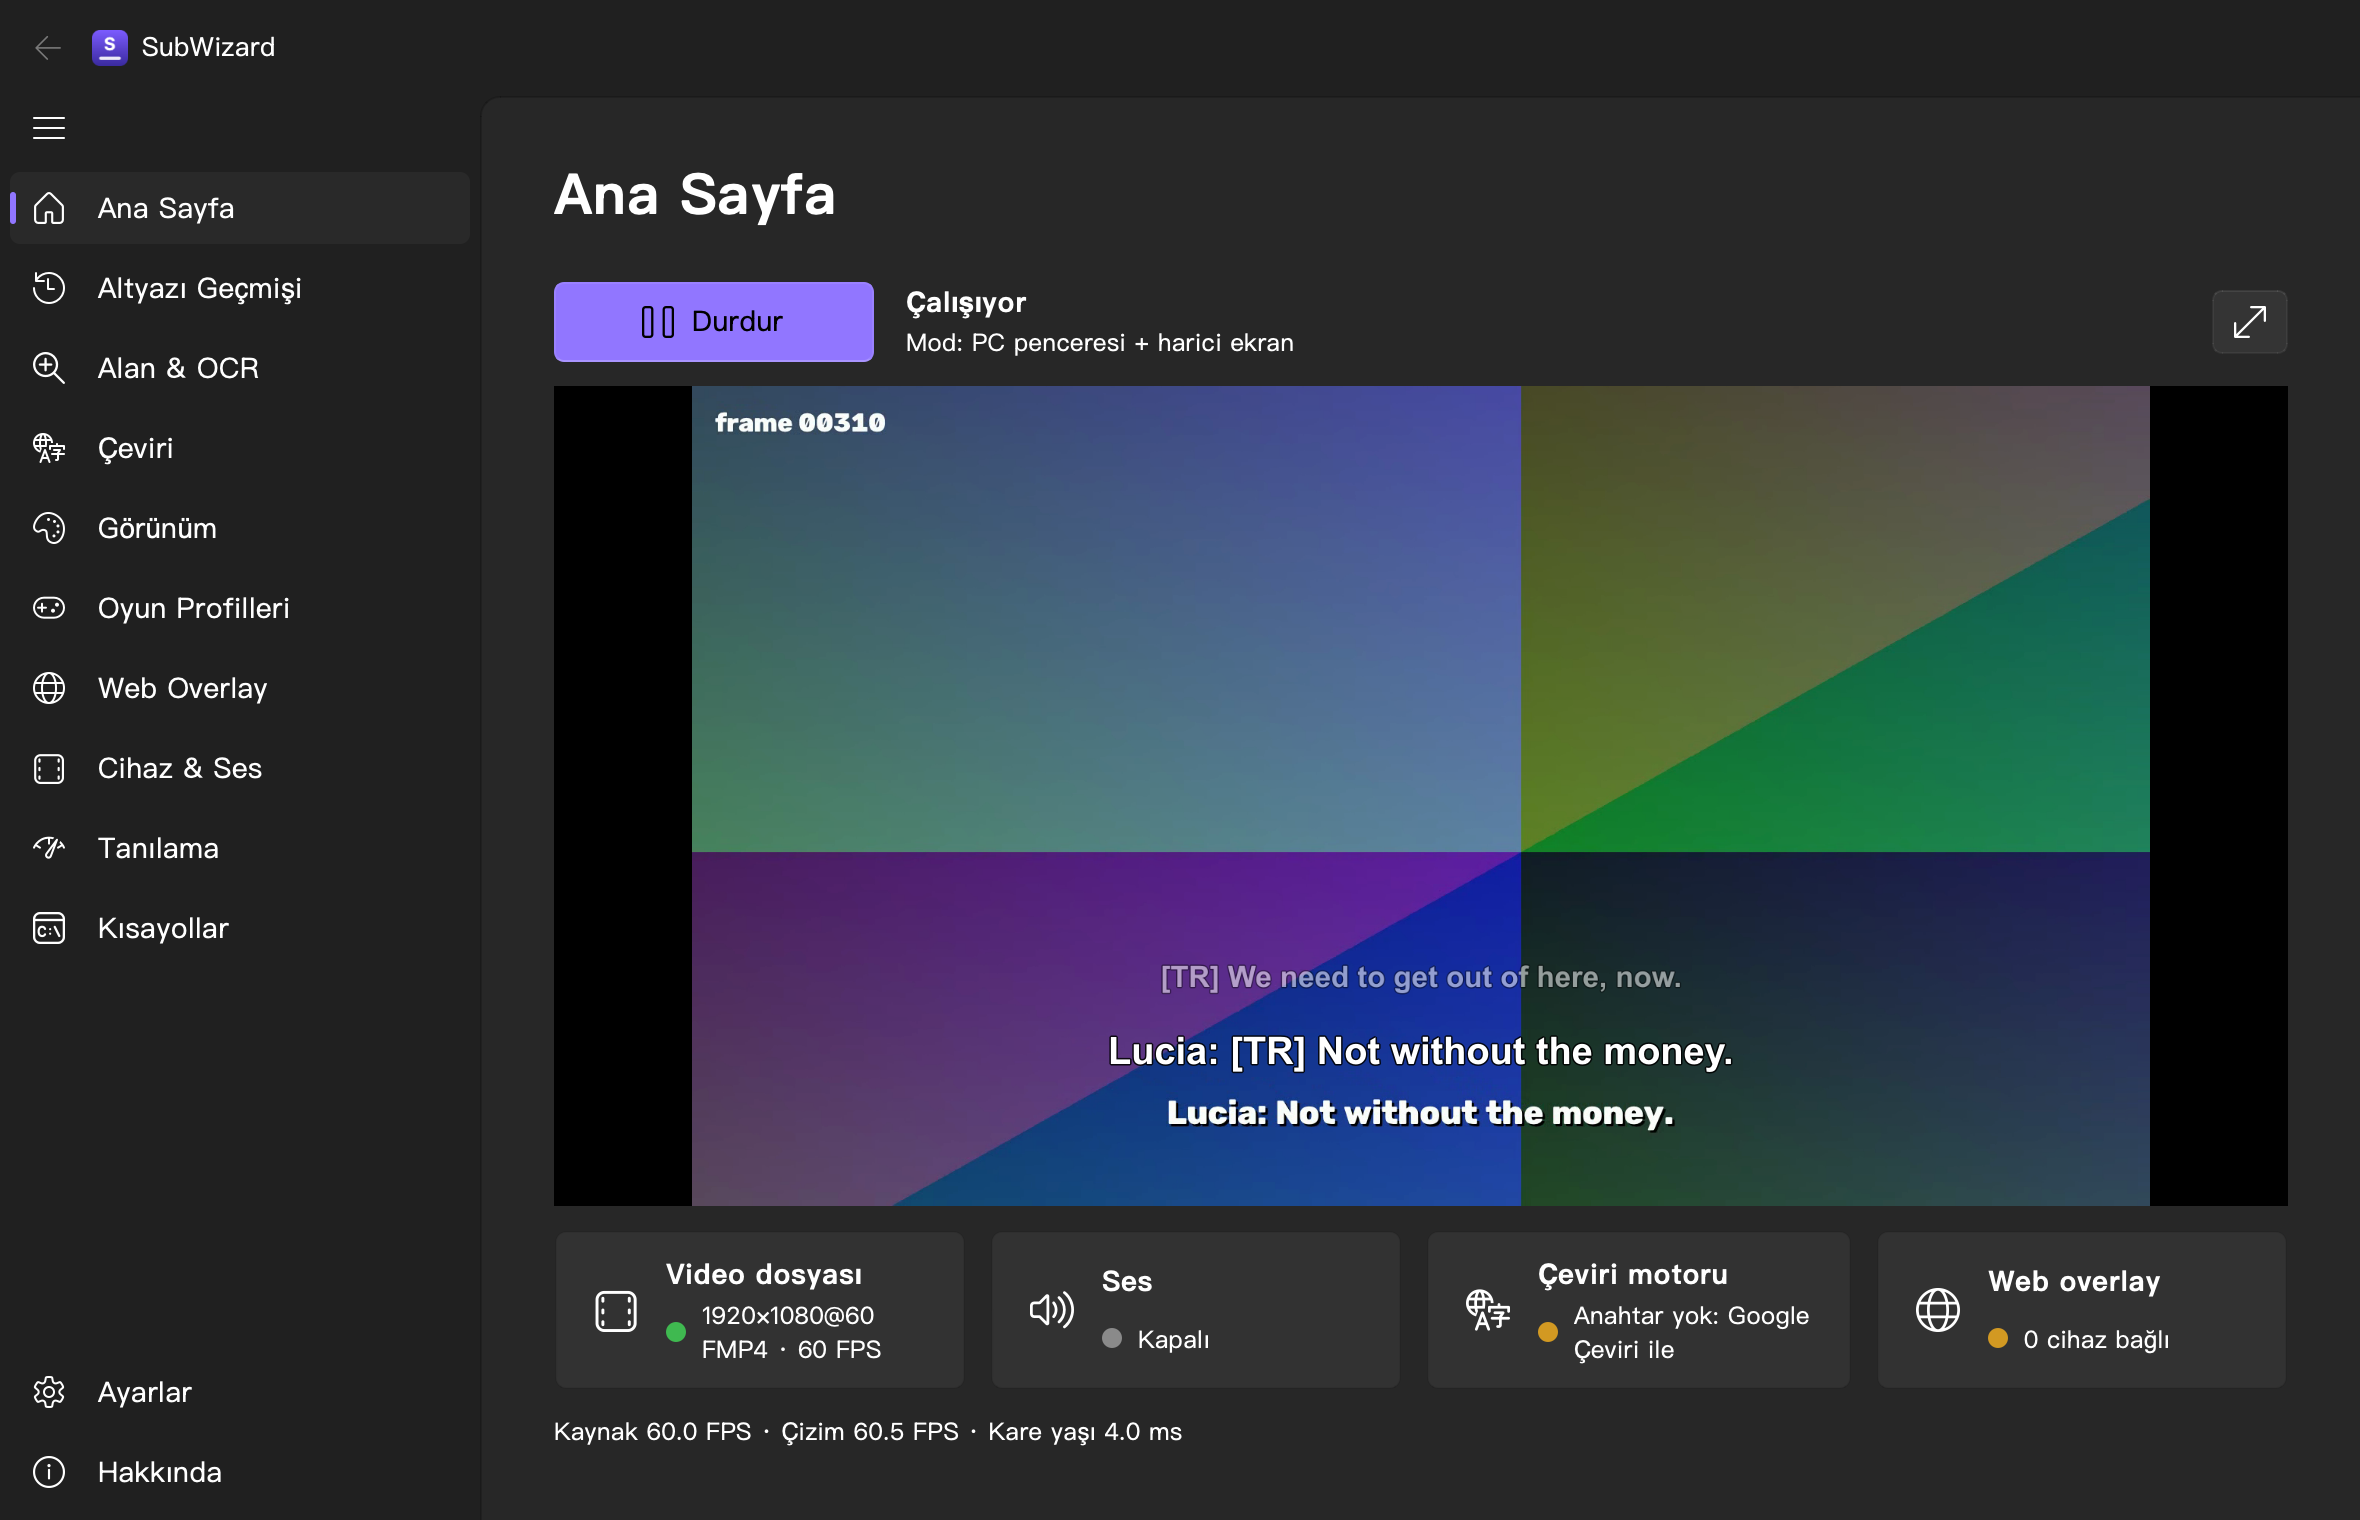 SubWizard
Ana Sayfa
Altyazı Geçmişi
Alan & OCR
Çeviri
Görünüm
Oyun Profilleri
Web Overlay
Cihaz & Ses
Tanılama
Kısayollar
Ayarlar
Hakkında
Ana Sayfa
Durdur
Çalışıyor
Mod: PC penceresi + harici ekran
frame 00310
[TR] We need to get out of here, now.
Lucia: [TR] Not without the money.
Lucia: Not without the money.
Video dosyası
1920×1080@60
FMP4 · 60 FPS
Ses
Kapalı
Çeviri motoru
Anahtar yok: Google
Çeviri ile
Web overlay
0 cihaz bağlı
Kaynak 60.0 FPS · Çizim 60.5 FPS · Kare yaşı 4.0 ms